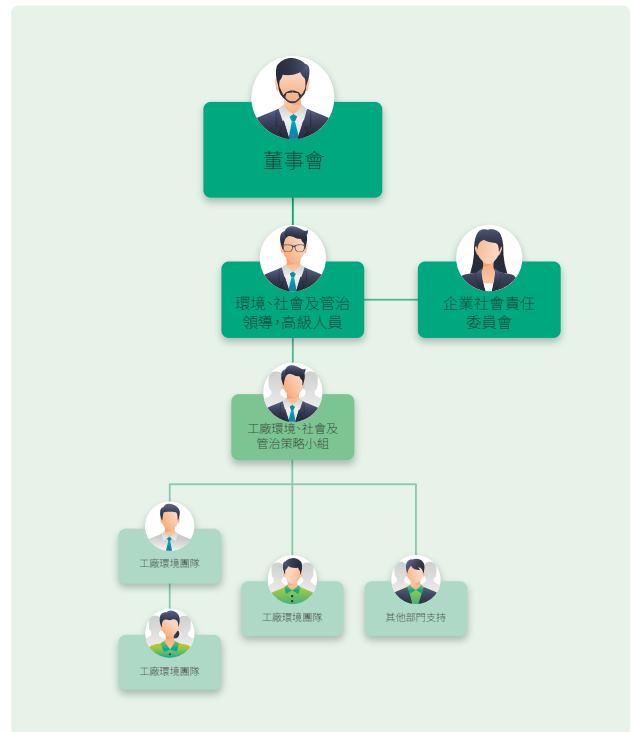 董事會
環境、社會及管治
領導，高級人員
企業社會責任
委員會
工廠環境、社會及
管治策略小組
工廠環境團隊
工廠環境團隊
其他部門支持
工廠環境團隊